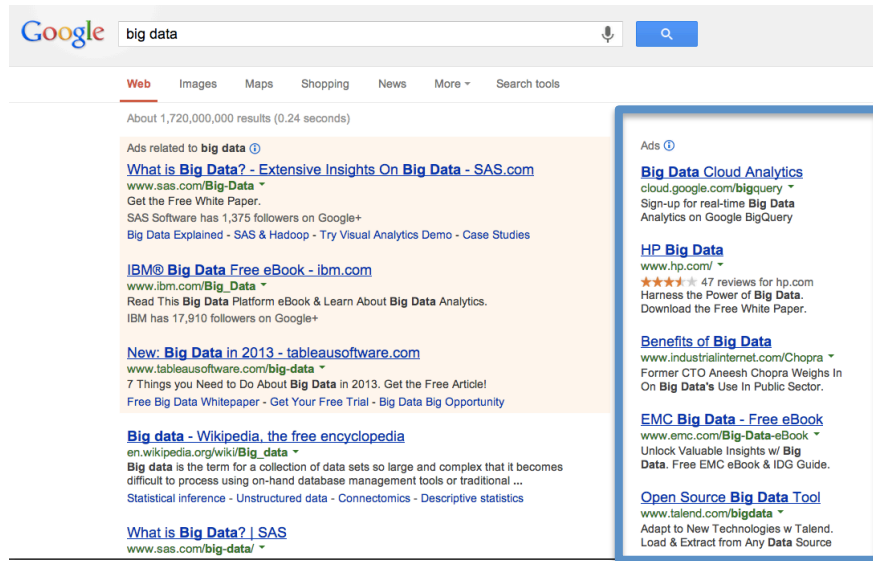 Google
big data
Web Images Maps Shopping News More Search tools
About 1,720,000,000 results (0.24 seconds)
Ads related to big data
What is Big Data? - Extensive Insights On Big Data - SAS.com
www.sas.com/Big-Data
Get the Free White Paper.
SAS Software has 1,375 followers on Google+
Big Data Explained - SAS & Hadoop - Try Visual Analytics Demo - Case Studies
IBM® Big Data Free eBook - ibm.com
www.ibm.com/Big_Data
Read This Big Data Platform eBook & Learn About Big Data Analytics.
IBM has 17,910 followers on Google+
New: Big Data in 2013 - tableausoftware.com
www.tableausoftware.com/big-data
7 Things you Need to Do About Big Data in 2013. Get the Free Article!
Free Big Data Whitepaper - Get Your Free Trial - Big Data Big Opportunity
Big data - Wikipedia, the free encyclopedia
en.wikipedia.org/wiki/Big_data
Big data is the term for a collection of data sets so large and complex that it becomes
difficult to process using on-hand database management tools or traditional ...
Statistical inference - Unstructured data - Connectomics - Descriptive statistics
What is Big Data? | SAS
www.sas.com/big-data/
Ads
Big Data Cloud Analytics
cloud.google.com/bigquery
Sign-up for real-time Big Data
Analytics on Google BigQuery
HP Big Data
www.hp.com/
47 reviews for hp.com
Harness the Power of Big Data.
Download the Free White Paper.
Benefits of Big Data
www.industrialinternet.com/Chopra
Former CTO Aneesh Chopra Weighs In
On Big Data's Use In Public Sector.
EMC Big Data - Free eBook
www.emc.com/Big-Data-eBook
Unlock Valuable Insights w/ Big
Data. Free EMC eBook & IDG Guide.
Open Source Big Data Tool
www.talend.com/bigdata
Adapt to New Technologies w Talend.
Load & Extract from Any Data Source